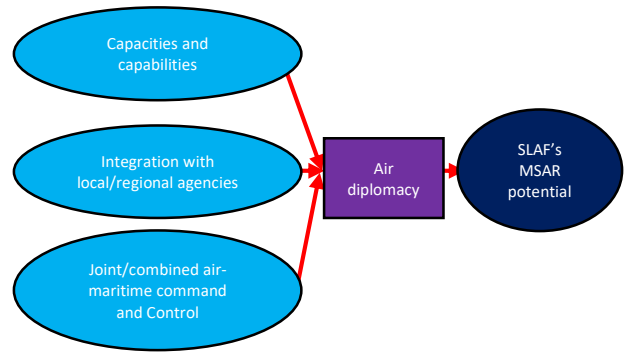 Capacities and
capabilities
Integration with
local/regional agencies
Joint/combined air-
maritime command
and Control
Air
diplomacy
SLAF's
MSAR
potential